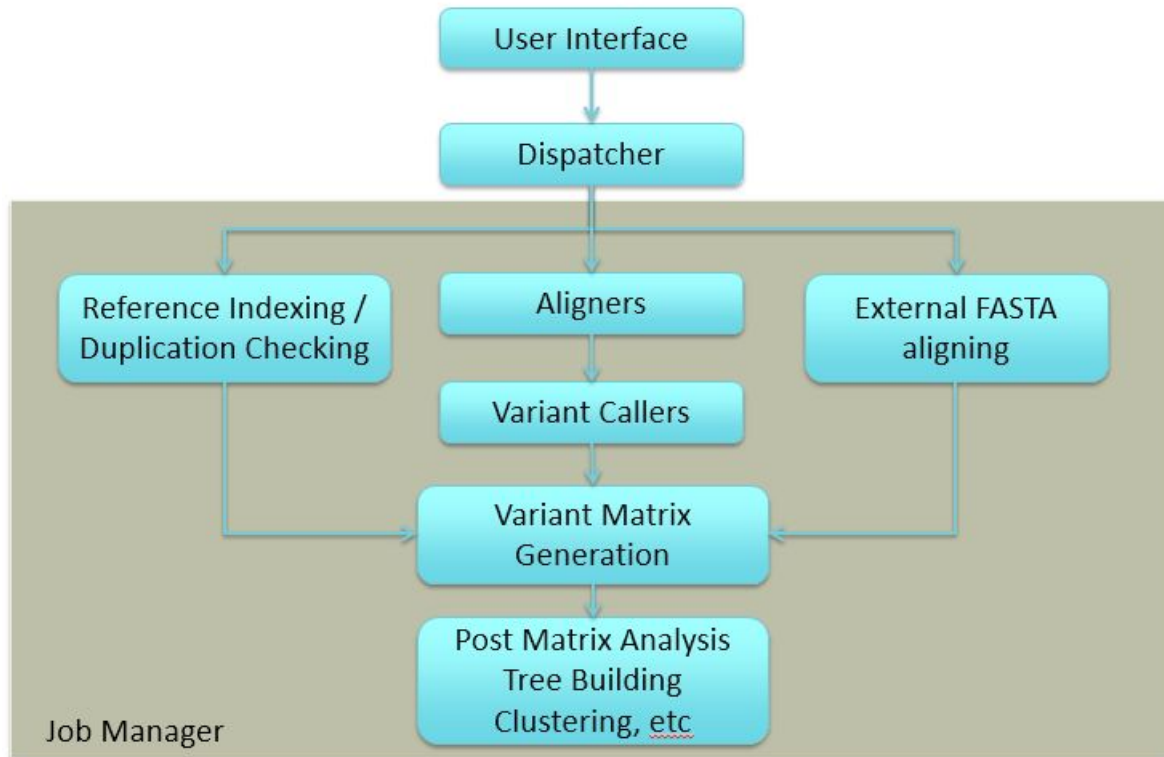 User Interface
Dispatcher
Reference Indexing /
Duplication Checking
Aligners
External FASTA
aligning
Variant Callers
Variant Matrix
Generation
Post Matrix Analysis
Tree Building
Clustering, etc
Job Manager